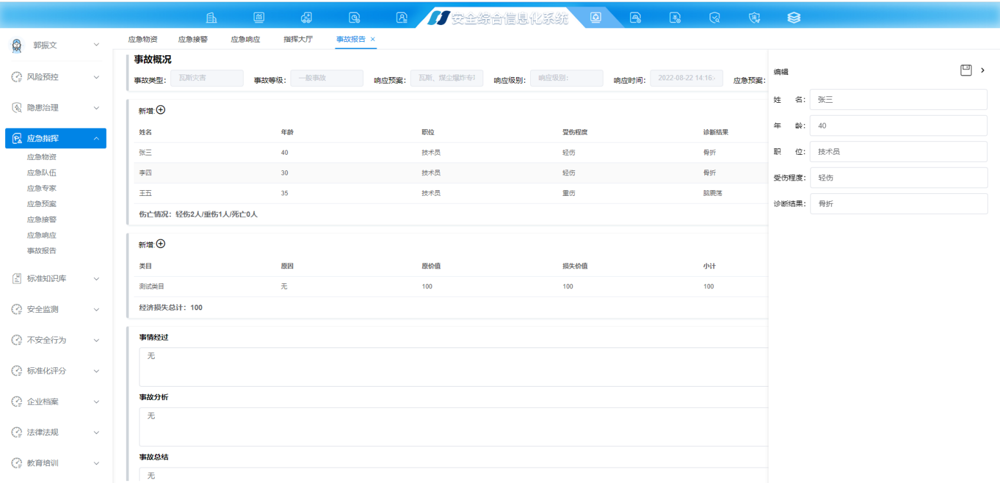 安全综合信息化系统
郭振文
应急物资 应急接警 应急响应 指挥大厅 事故报告 ×
风险预控
隐患治理
应急指挥
应急物资
应急队伍
应急专家
应急预案
应急接警
应急响应
事故报告
标准知识库
安全监测
不安全行为
标准化评分
企业档案
法律法规
教育培训
事故概况
事故类型: 瓦斯灾害 事故等级: 一般事故 响应预案: 瓦斯、煤尘爆炸专 响应级别: 响应级别: 响应时间: 2022-08-22 14:16: 应急预案:
新增:
姓名 年龄 职位 受伤程度 诊断结果
张三 40 技术员 轻伤 骨折
李四 30 技术员 轻伤 骨折
王五 35 技术员 重伤 脑震荡
伤亡情况: 轻伤2人/重伤1人/死亡0人
新增:
类目 原因 原价值 损失价值 小计
测试类目 无 100 100 100
经济损失总计: 100
事情经过
无
事故分析
无
事故总结
无
编辑
姓 名: 张三
年 龄: 40
职 位: 技术员
受伤程度: 轻伤
诊断结果: 骨折